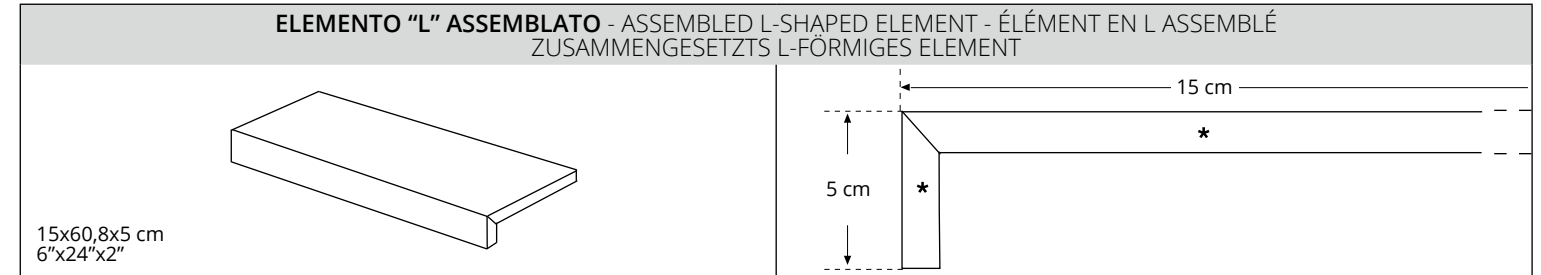 ELEMENTO “L” ASSEMBLATO - ASSEMBLED L-SHAPED ELEMENT - ÉLÉMENT EN L ASSEMBLÉ
ZUSAMMENGESETZTS L-FÖRMIGES ELEMENT
15 cm
*
5 cm
*
15x60,8x5 cm
6”x24”x2”